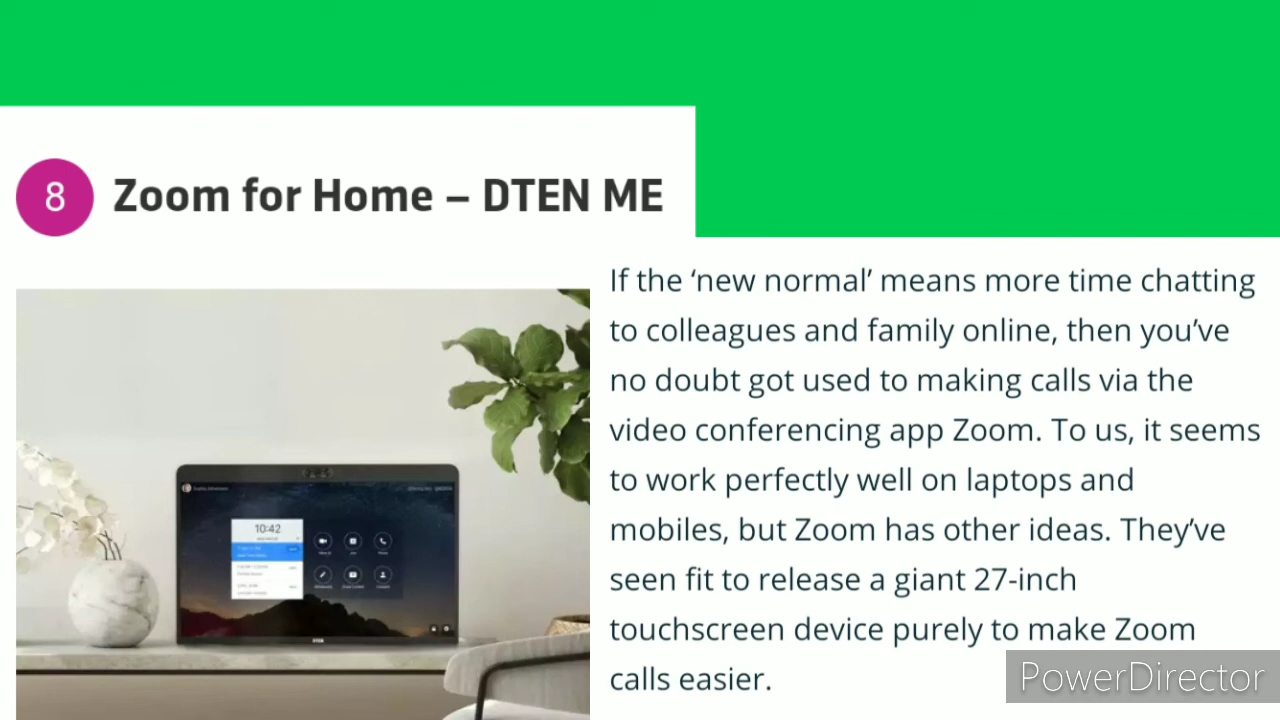 8
Zoom for Home – DTEN ME
If the ‘new normal’ means more time chatting
to colleagues and family online, then you’ve
no doubt got used to making calls via the
video conferencing app Zoom. To us, it seems
to work perfectly well on laptops and
mobiles, but Zoom has other ideas. They’ve
seen fit to release a giant 27-inch
touchscreen device purely to make Zoom
calls easier.
10:42
DTEN
PowerDirector